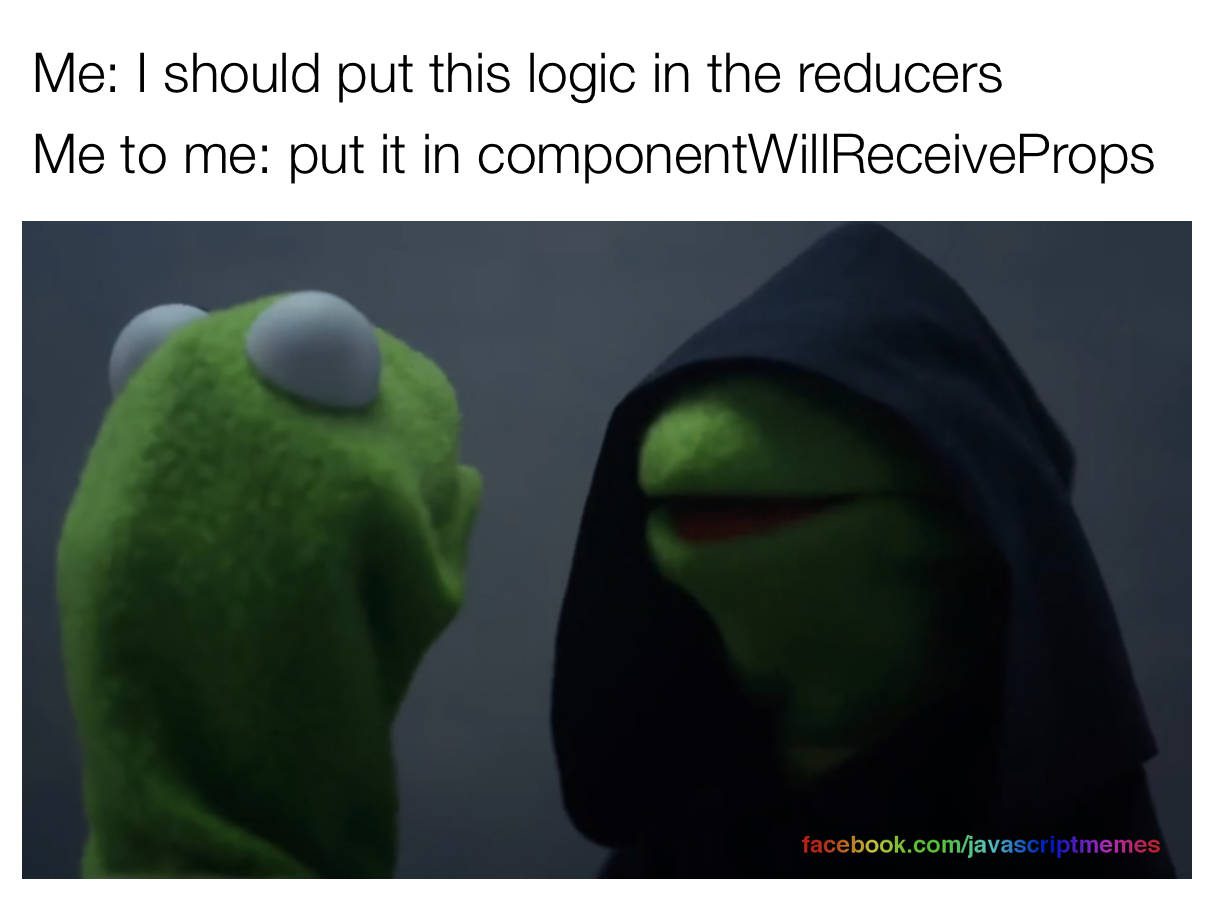 Me: I should put this logic in the reducers
Me to me: put it in componentWillReceiveProps
facebook.com/javascriptmemes